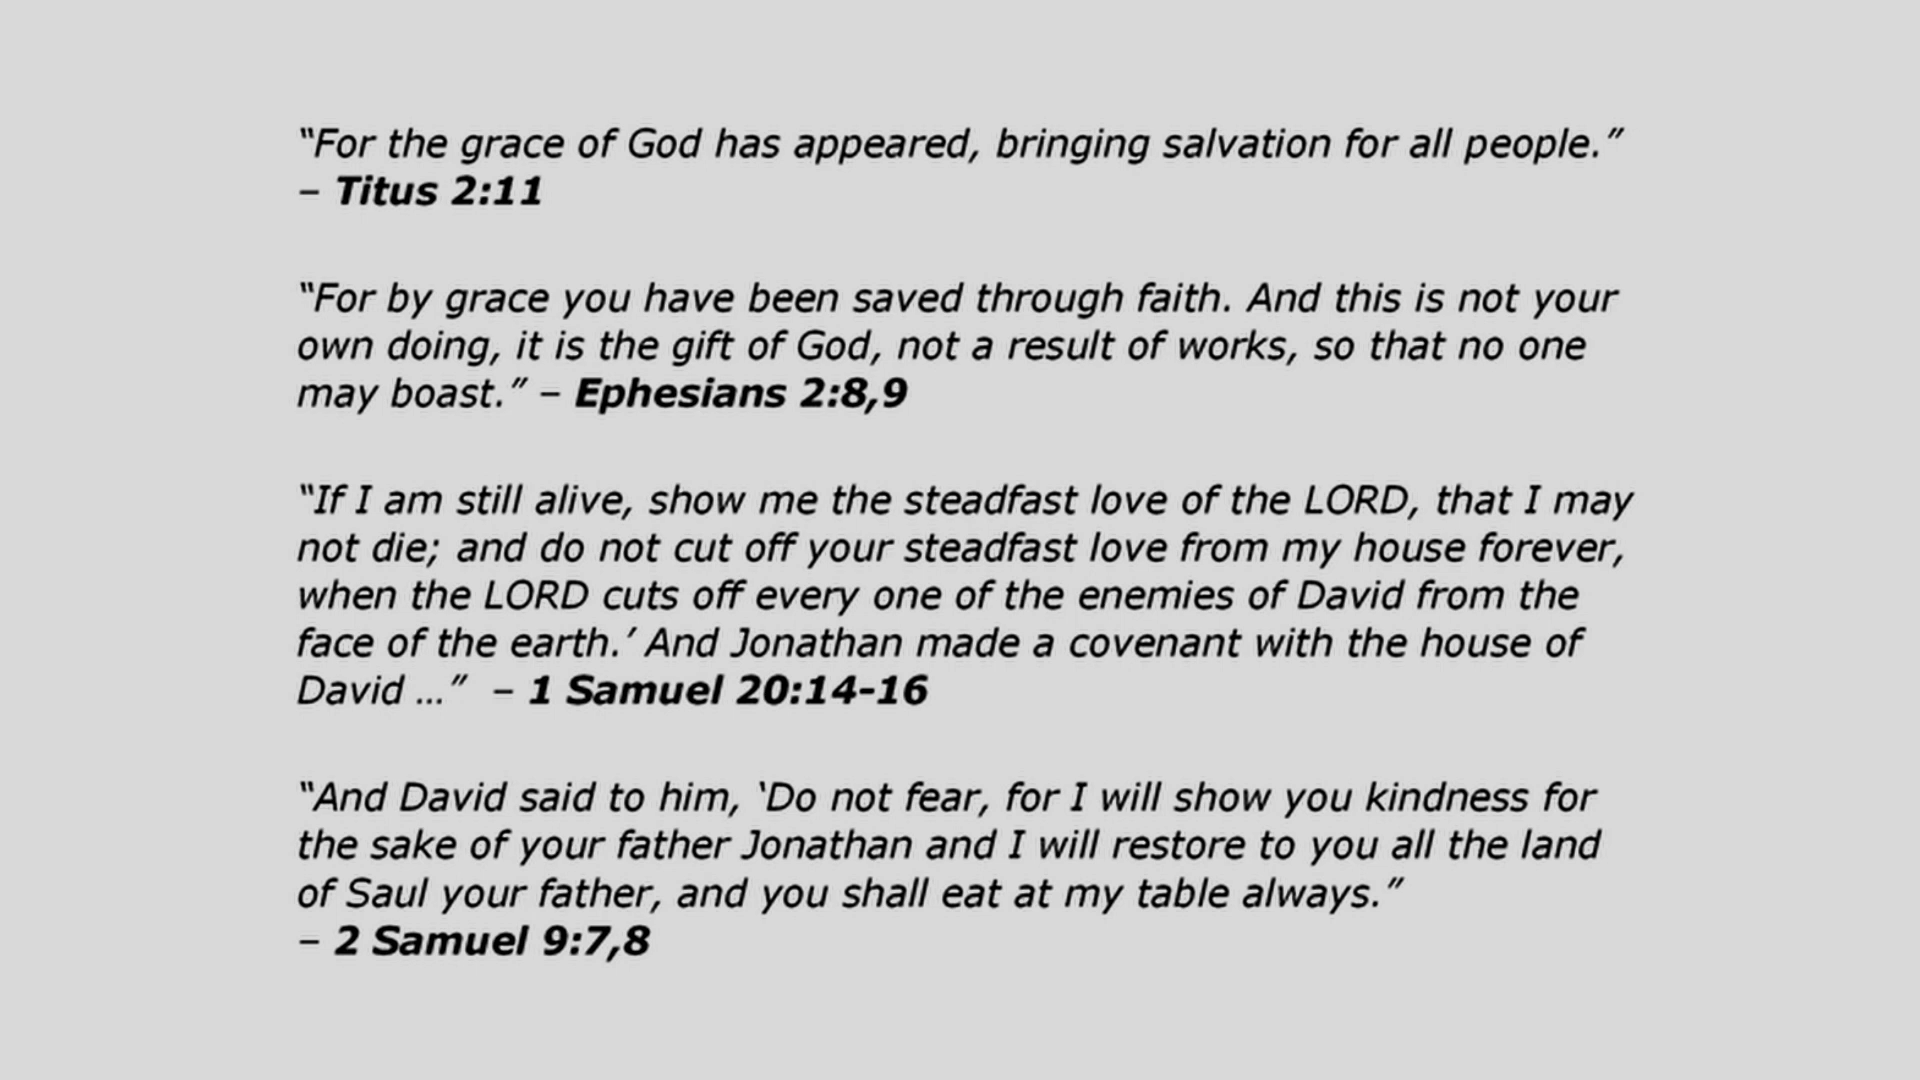 “For the grace of God has appeared, bringing salvation for all people.”
– Titus 2:11
“For by grace you have been saved through faith. And this is not your
own doing, it is the gift of God, not a result of works, so that no one
may boast.” – Ephesians 2:8,9
“If I am still alive, show me the steadfast love of the LORD, that I may
not die; and do not cut off your steadfast love from my house forever,
when the LORD cuts off every one of the enemies of David from the
face of the earth.’ And Jonathan made a covenant with the house of
David …” – 1 Samuel 20:14-16
“And David said to him, ‘Do not fear, for I will show you kindness for
the sake of your father Jonathan and I will restore to you all the land
of Saul your father, and you shall eat at my table always.”
– 2 Samuel 9:7,8